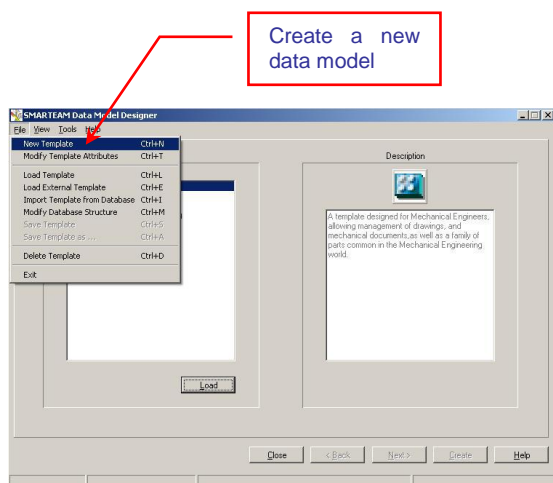 Create a new
data model
SMARTEAM Data Model Designer
File View Tools Help
New Template Ctrl+N
Modify Template Attributes Ctrl+T
Load Template Ctrl+L
Load External Template Ctrl+E
Import Template from Database Ctrl+I
Modify Database Structure Ctrl+M
Save Template Ctrl+S
Save Template as ... Ctrl+A
Delete Template Ctrl+D
Exit
Description
A template designed for Mechanical Engineers,
allowing management of drawings, and
mechanical documents,as well as a family of
parts common in the Mechanical Engineering
world.
Load
Close < Back Next > Create Help